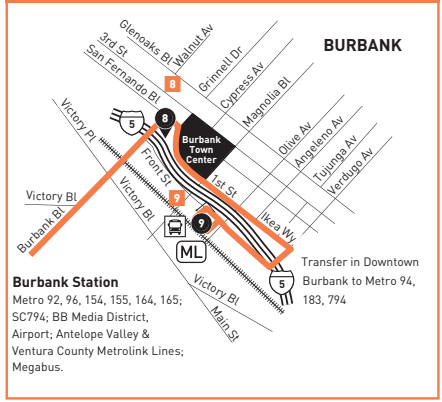 BURBANK
Glenoaks Bl
Walnut Av
3rd St
San Fernando Bl
Grinnell Dr
Cypress Av
Magnolia Bl
8
8
5
Victory Pl
Burbank
Town
Center
Olive Av
Angeleno Av
Tujunga Av
Verdugo Av
Front St
1st St
9
9
Ikea Wy
Victory Bl
Victory Bl
Burbank Bl
ML
5
Victory Bl
Main St
Transfer in Downtown
Burbank to Metro 94,
183, 794
Burbank Station
Metro 92, 96, 154, 155, 164, 165;
SC794; BB Media District,
Airport; Antelope Valley &
Ventura County Metrolink Lines;
Megabus.